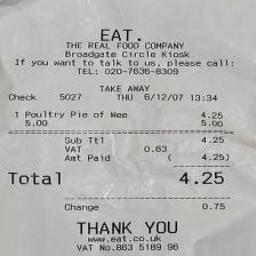 EAT.
THE REAL FOOD COMPANY
Broadgate Circle Kiosk
If you want to talk to us, please call:
TEL: 020-7636-8309
TAKE AWAY
Check 5027 THU 6/12/07 13:34
1 Poultry Pie of Wee 4.25
5.00 5.00
Sub Ttl 4.25
VAT 0.63
Amt Paid ( 4.25)
Total 4.25
Change 0.75
THANK YOU
www.eat.co.uk
VAT No.863 5189 96